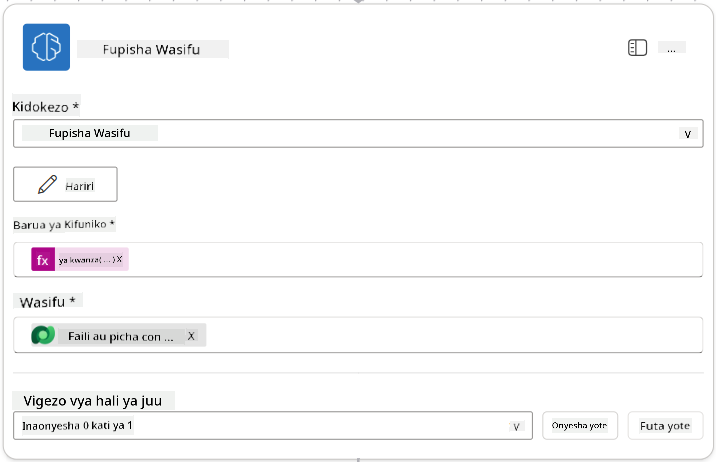 Fupisha Wasifu
...
Kidokezo *
Fupisha Wasifu
Hariri
Barua ya Kifuniko *
fx ya kwanza(...) X
Wasifu *
Faili au picha con ... X
Vigezo vya hali ya juu
Inaonyesha 0 kati ya 1
Onyesha yote
Futa yote